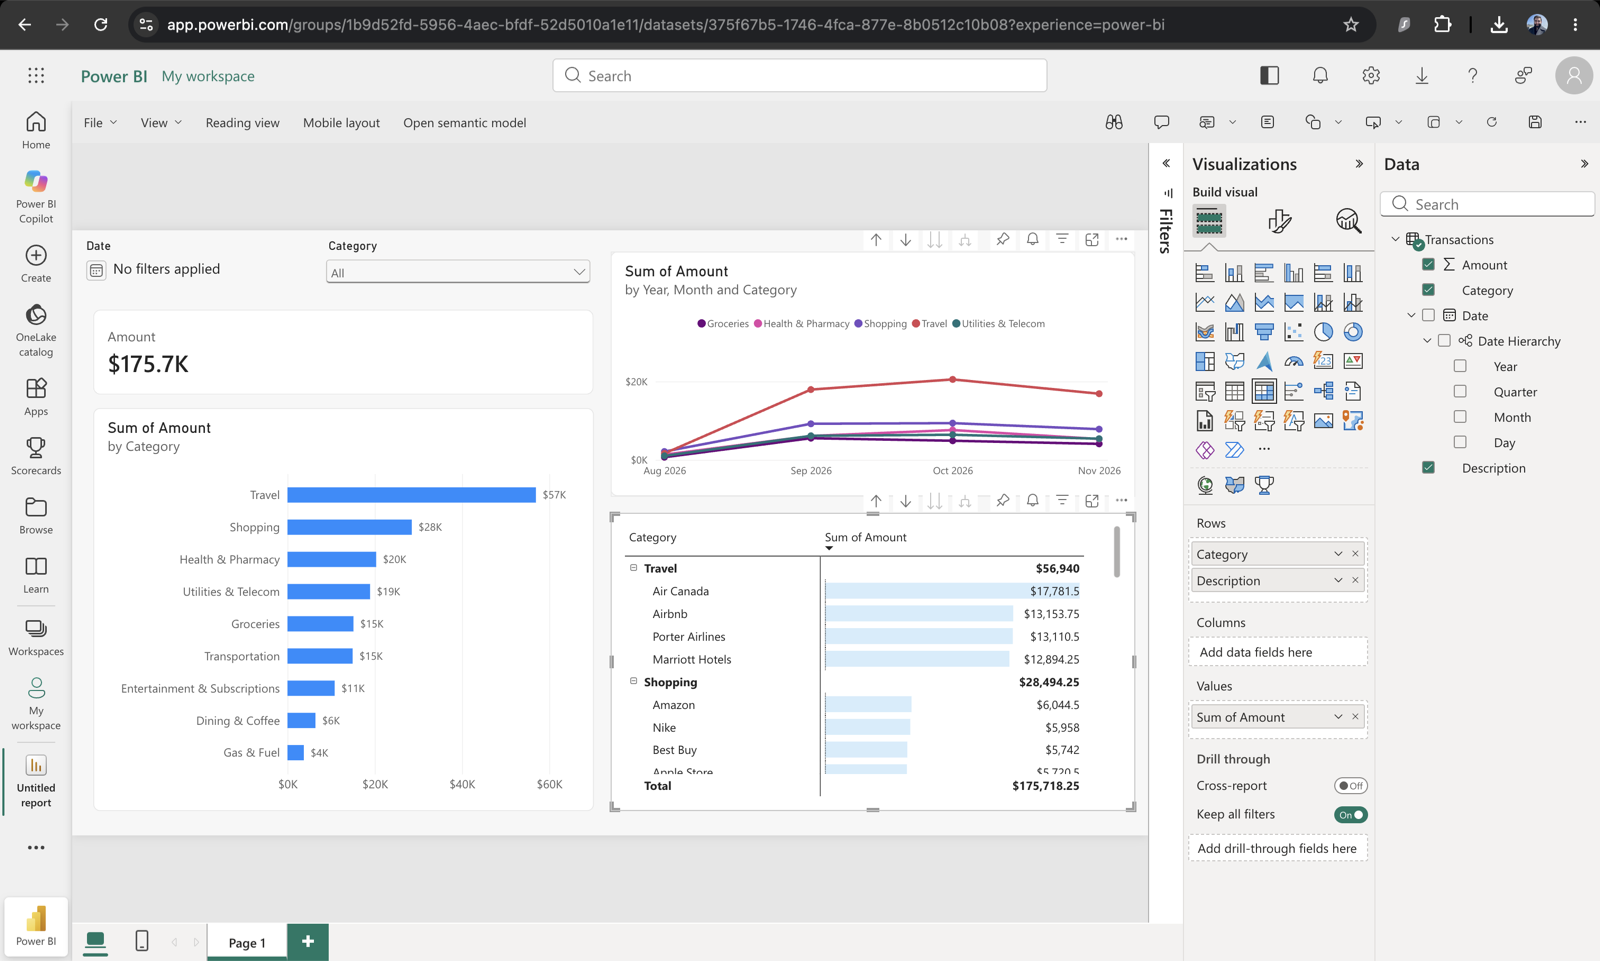 app.powerbi.com/groups/1b9d52fd-5956-4aec-bfdf-52d5010a1e11/datasets/375f67b5-1746-4fca-877e-8b0512c10b08?experience=power-bi
Power BI My workspace
Search
File View Reading view Mobile layout Open semantic model
Home
Power BI
Copilot
Create
OneLake
catalog
Apps
Scorecards
Browse
Learn
Workspaces
My
workspace
Untitled
report
Power BI
Date
No filters applied
Category
All
Amount
$175.7K
Sum of Amount
by Category
Travel $57K
Shopping $28K
Health & Pharmacy $20K
Utilities & Telecom $19K
Groceries $15K
Transportation $15K
Entertainment & Subscriptions $11K
Dining & Coffee $6K
Gas & Fuel $4K
$0K $20K $40K $60K
Sum of Amount
by Year, Month and Category
Groceries Health & Pharmacy Shopping Travel Utilities & Telecom
$20K
$0K
Aug 2026 Sep 2026 Oct 2026 Nov 2026
Category Sum of Amount
Travel $56,940
Air Canada $17,781.5
Airbnb $13,153.75
Porter Airlines $13,110.5
Marriott Hotels $12,894.25
Shopping $28,494.25
Amazon $6,044.5
Nike $5,958
Best Buy $5,742
Apple Store $5,720.5
Total $175,718.25
Page 1
Filters
Visualizations
Build visual
123
Rows
Category
Description
Columns
Add data fields here
Values
Sum of Amount
Drill through
Cross-report Off
Keep all filters On
Add drill-through fields here
Data
Search
Transactions
Amount
Category
Date
Date Hierarchy
Year
Quarter
Month
Day
Description